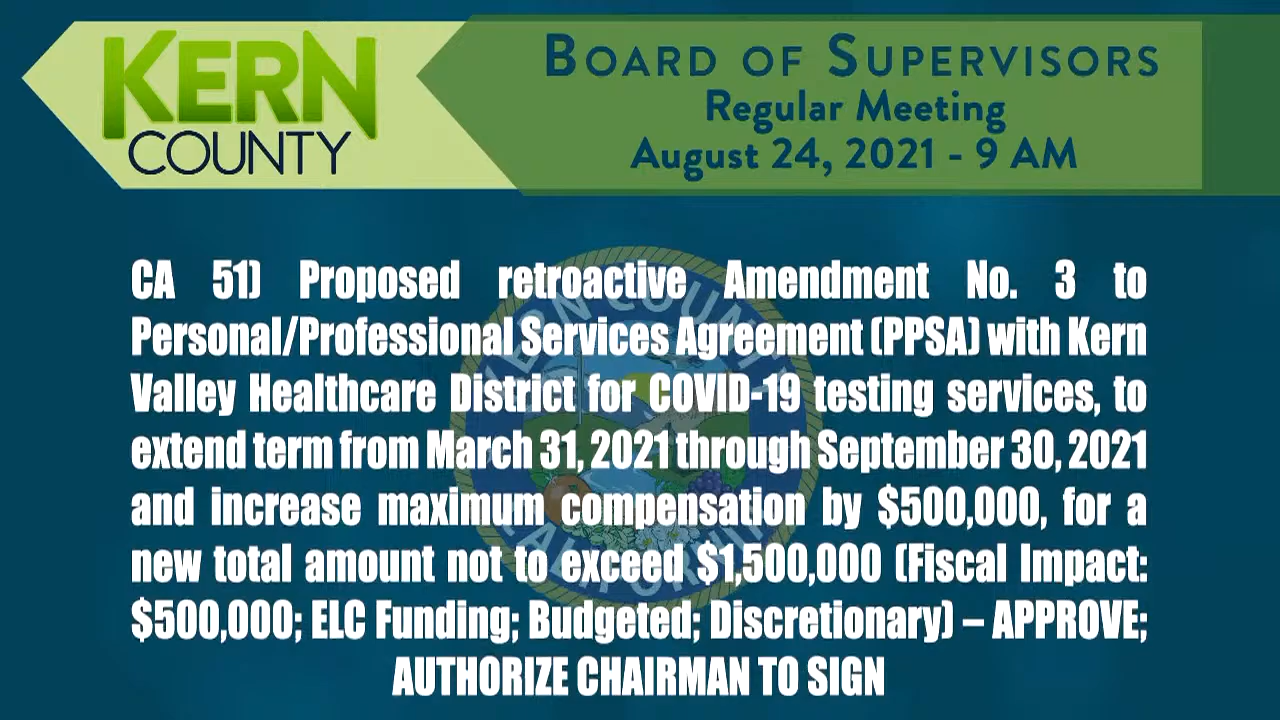 KERN
COUNTY
BOARD OF SUPERVISORS
Regular Meeting
August 24, 2021 - 9 AM
CA 51) Proposed retroactive Amendment No. 3 to
Personal/Professional Services Agreement (PPSA) with Kern
Valley Healthcare District for COVID-19 testing services, to
extend term from March 31, 2021 through September 30, 2021
and increase maximum compensation by $500,000, for a
new total amount not to exceed $1,500,000 (Fiscal Impact:
$500,000; ELC Funding; Budgeted; Discretionary) – APPROVE;
AUTHORIZE CHAIRMAN TO SIGN
KERN COUNTY
CALIFORNIA